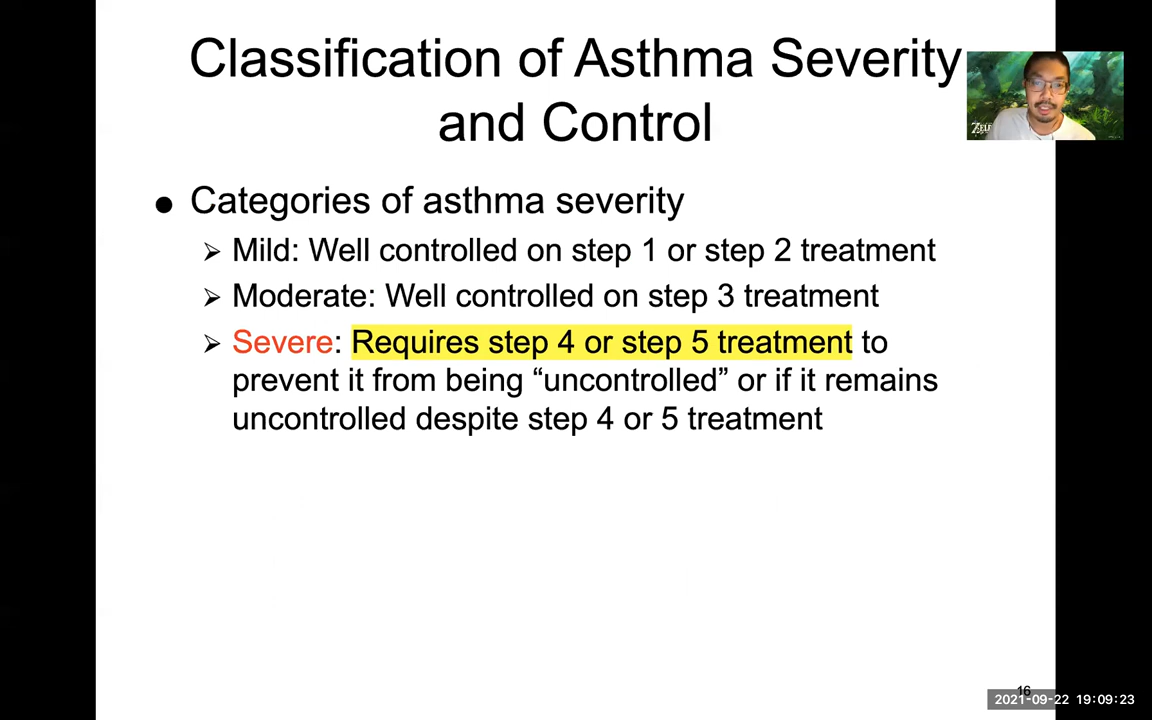 Classification of Asthma Severity
and Control
● Categories of asthma severity
➢ Mild: Well controlled on step 1 or step 2 treatment
➢ Moderate: Well controlled on step 3 treatment
➢ Severe: Requires step 4 or step 5 treatment to
prevent it from being “uncontrolled” or if it remains
uncontrolled despite step 4 or 5 treatment
16
2021-09-22 19:09:23